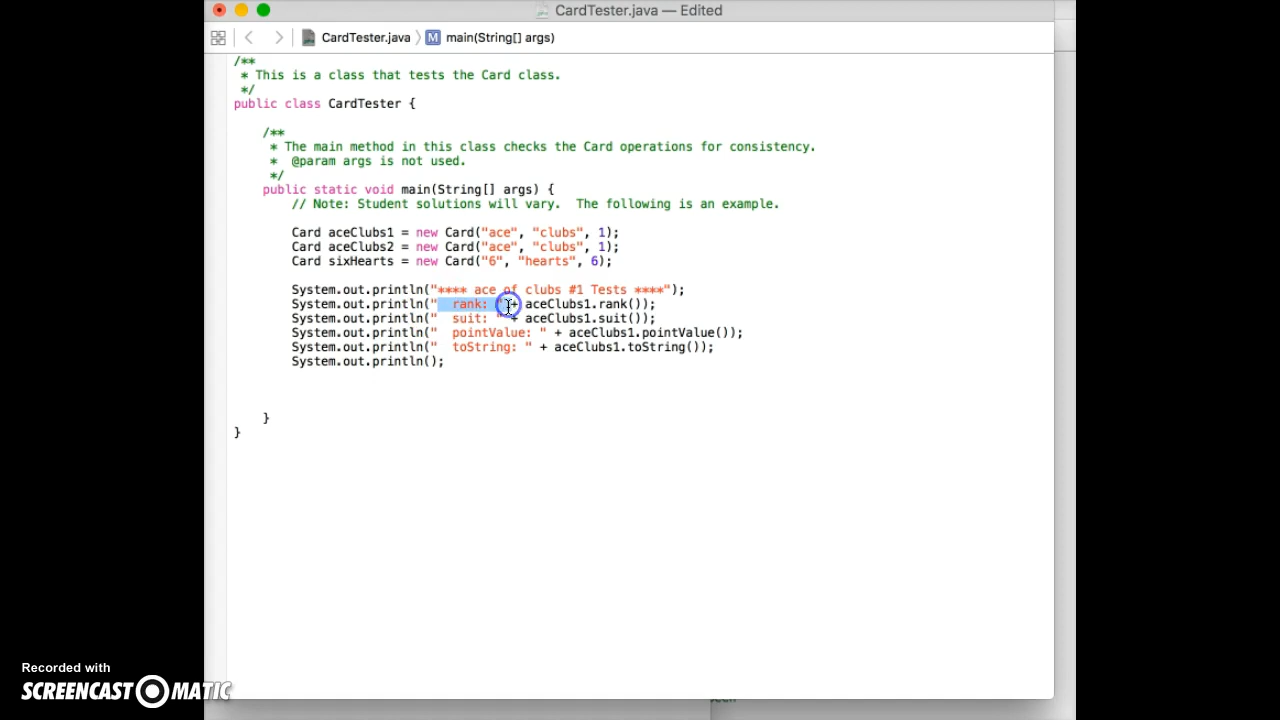 CardTester.java — Edited
CardTester.java 〉 M main(String[] args)
/**
 * This is a class that tests the Card class.
 */
public class CardTester {
    /**
     * The main method in this class checks the Card operations for consistency.
     *  @param args is not used.
     */
    public static void main(String[] args) {
        // Note: Student solutions will vary.  The following is an example.
        Card aceClubs1 = new Card("ace", "clubs", 1);
        Card aceClubs2 = new Card("ace", "clubs", 1);
        Card sixHearts = new Card("6", "hearts", 6);
        System.out.println("**** ace of clubs #1 Tests ****");
        System.out.println("  rank: " + aceClubs1.rank());
        System.out.println("  suit: " + aceClubs1.suit());
        System.out.println("  pointValue: " + aceClubs1.pointValue());
        System.out.println("  toString: " + aceClubs1.toString());
        System.out.println();
    }
}
Recorded with
SCREENCAST-O-MATIC